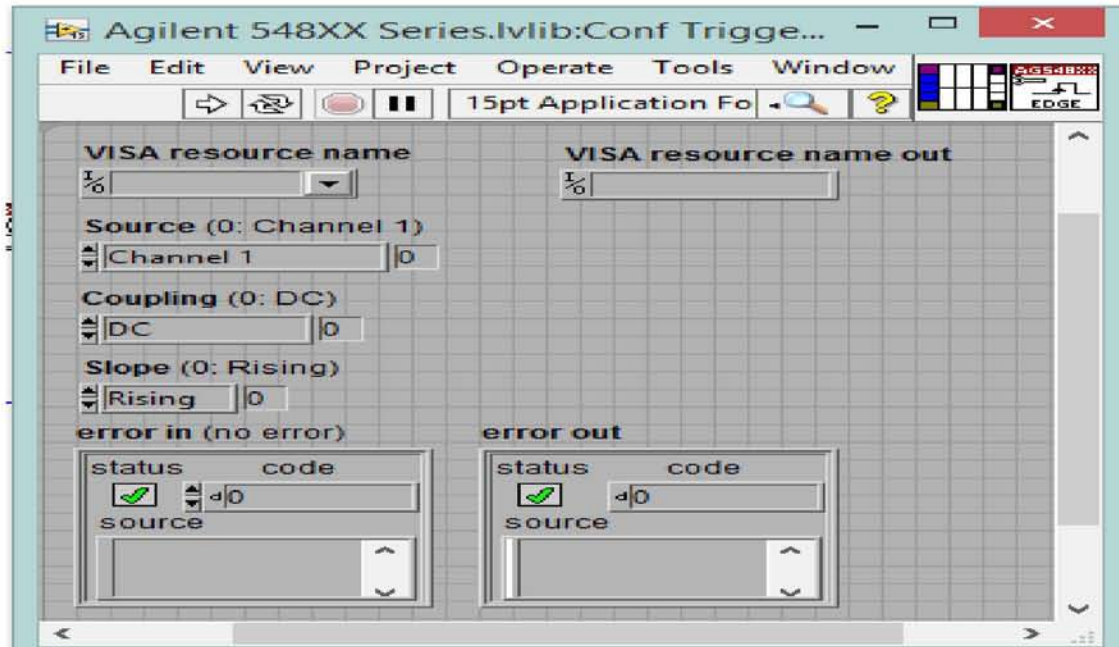 Agilent 548XX Series.lvlib:Conf Trigge...
File Edit View Project Operate Tools Window
15pt Application Fo
AG548XX
EDGE
VISA resource name
VISA resource name out
I/O
I/O
Source (0: Channel 1)
Channel 1 0
Coupling (0: DC)
DC 0
Slope (0: Rising)
Rising 0
error in (no error)
error out
status code
status code
d 0
d 0
source
source